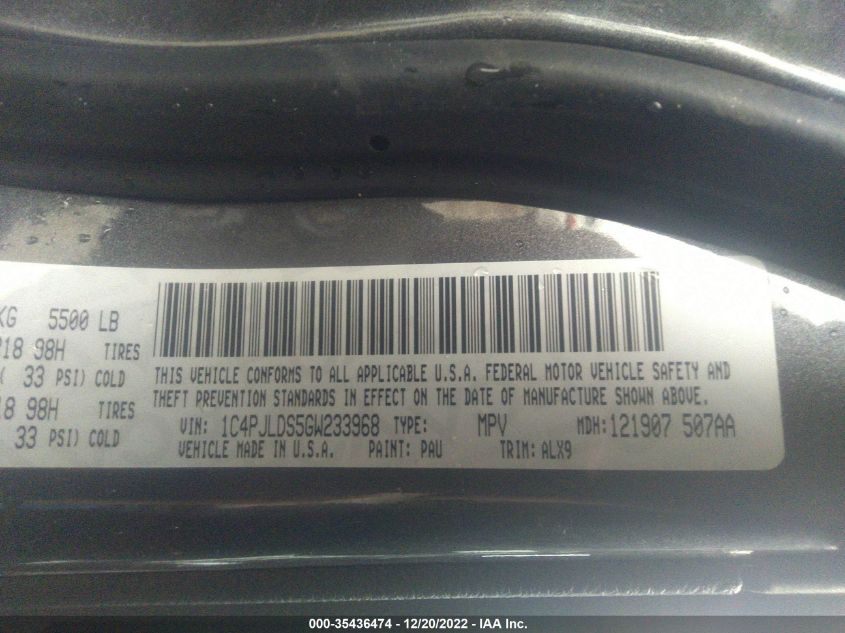 KG 5500 LB
18 98H TIRES
( 33 PSI) COLD
18 98H TIRES
33 PSI) COLD
THIS VEHICLE CONFORMS TO ALL APPLICABLE U.S.A. FEDERAL MOTOR VEHICLE SAFETY AND
THEFT PREVENTION STANDARDS IN EFFECT ON THE DATE OF MANUFACTURE SHOWN ABOVE.
VIN: 1C4PJLDS5GW233968 TYPE: MPV MDH: 121907 507AA
VEHICLE MADE IN U.S.A. PAINT: PAU TRIM: ALX9
000-35436474 - 12/20/2022 - IAA Inc.